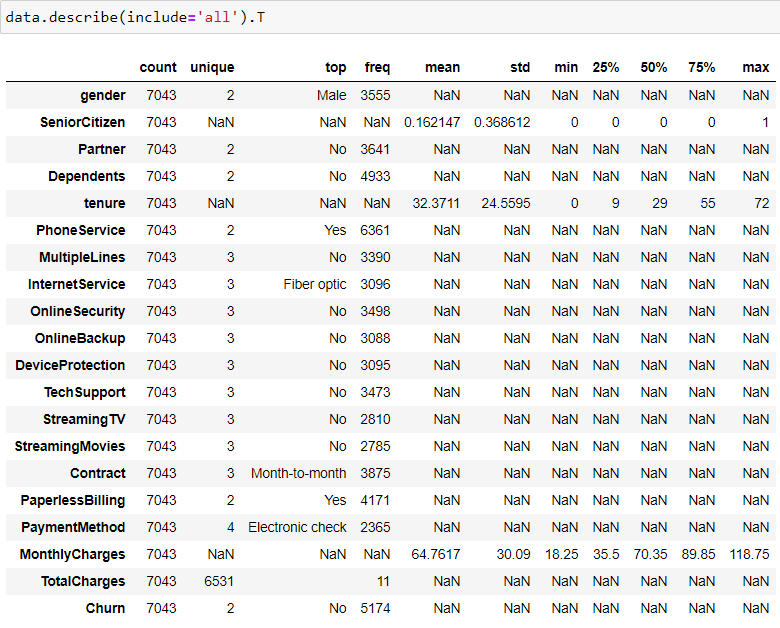 data.describe(include='all').T
count unique top freq mean std min 25% 50% 75% max
gender 7043 2 Male 3555 NaN NaN NaN NaN NaN NaN NaN
SeniorCitizen 7043 NaN NaN NaN 0.162147 0.368612 0 0 0 0 1
Partner 7043 2 No 3641 NaN NaN NaN NaN NaN NaN NaN
Dependents 7043 2 No 4933 NaN NaN NaN NaN NaN NaN NaN
tenure 7043 NaN NaN NaN 32.3711 24.5595 0 9 29 55 72
PhoneService 7043 2 Yes 6361 NaN NaN NaN NaN NaN NaN NaN
MultipleLines 7043 3 No 3390 NaN NaN NaN NaN NaN NaN NaN
InternetService 7043 3 Fiber optic 3096 NaN NaN NaN NaN NaN NaN NaN
OnlineSecurity 7043 3 No 3498 NaN NaN NaN NaN NaN NaN NaN
OnlineBackup 7043 3 No 3088 NaN NaN NaN NaN NaN NaN NaN
DeviceProtection 7043 3 No 3095 NaN NaN NaN NaN NaN NaN NaN
TechSupport 7043 3 No 3473 NaN NaN NaN NaN NaN NaN NaN
StreamingTV 7043 3 No 2810 NaN NaN NaN NaN NaN NaN NaN
StreamingMovies 7043 3 No 2785 NaN NaN NaN NaN NaN NaN NaN
Contract 7043 3 Month-to-month 3875 NaN NaN NaN NaN NaN NaN NaN
PaperlessBilling 7043 2 Yes 4171 NaN NaN NaN NaN NaN NaN NaN
PaymentMethod 7043 4 Electronic check 2365 NaN NaN NaN NaN NaN NaN NaN
MonthlyCharges 7043 NaN NaN NaN 64.7617 30.09 18.25 35.5 70.35 89.85 118.75
TotalCharges 7043 6531 11 NaN NaN NaN NaN NaN NaN NaN
Churn 7043 2 No 5174 NaN NaN NaN NaN NaN NaN NaN